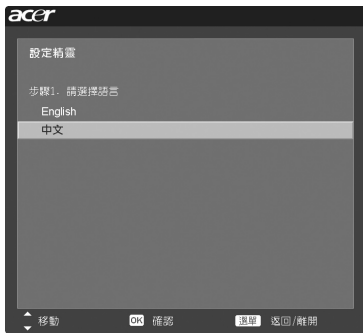 acer
設定精靈
步驟1. 請選擇語言
English
中文
移動 OK 確認 選單 返回/離開